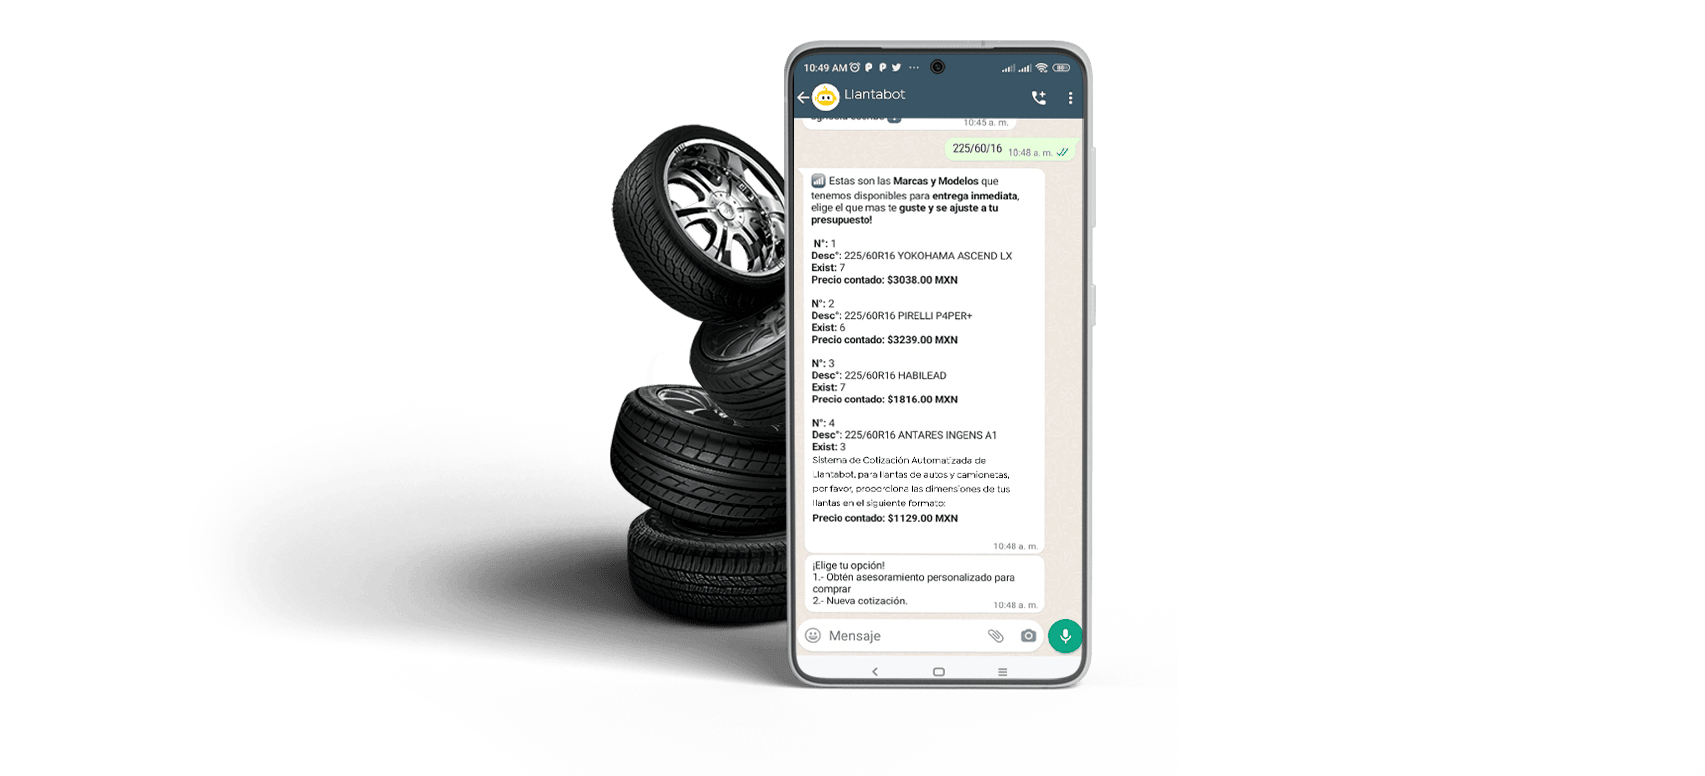 10:49 AM
Llantabot
10:45 a. m.
225/60/16 10:48 a. m.
Estas son las Marcas y Modelos que
tenemos disponibles para entrega inmediata,
elige el que mas te guste y se ajuste a tu
presupuesto!
N°: 1
Desc°: 225/60R16 YOKOHAMA ASCEND LX
Exist: 7
Precio contado: $3038.00 MXN
N°: 2
Desc°: 225/60R16 PIRELLI P4PER+
Exist: 6
Precio contado: $3239.00 MXN
N°: 3
Desc°: 225/60R16 HABILEAD
Exist: 7
Precio contado: $1816.00 MXN
N°: 4
Desc°: 225/60R16 ANTARES INGENS A1
Exist: 3
Sistema de Cotización Automatizada de
Llantabot, para llantas de autos y camionetas,
por favor, proporciona las dimensiones de tus
llantas en el siguiente formato:
Precio contado: $1129.00 MXN
10:48 a. m.
¡Elige tu opción!
1.- Obtén asesoramiento personalizado para
comprar
2.- Nueva cotización.
10:48 a. m.
Mensaje